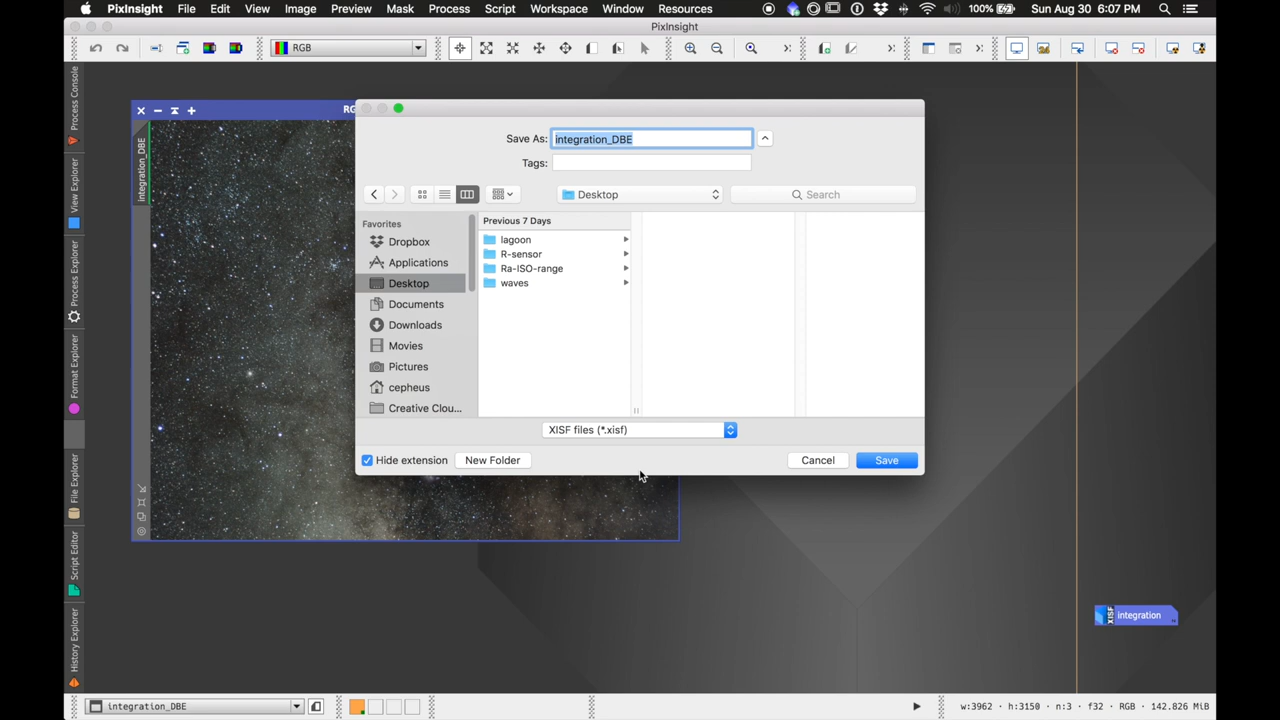 PixInsight File Edit View Image Preview Mask Process Script Workspace Window Resources 100% Sun Aug 30 6:07 PM
PixInsight
RGB
Process Console
View Explorer
Process Explorer
Format Explorer
File Explorer
Script Editor
History Explorer
RG
integration_DBE
Save As: integration_DBE
Tags:
Desktop
Search
Favorites
Dropbox
Applications
Desktop
Documents
Downloads
Movies
Pictures
cepheus
Creative Clou...
Previous 7 Days
lagoon
R-sensor
Ra-ISO-range
waves
XISF files (*.xisf)
Hide extension New Folder Cancel Save
XISF integration
integration_DBE
w:3962 h:3150 n:3 f32 RGB 142.826 MiB